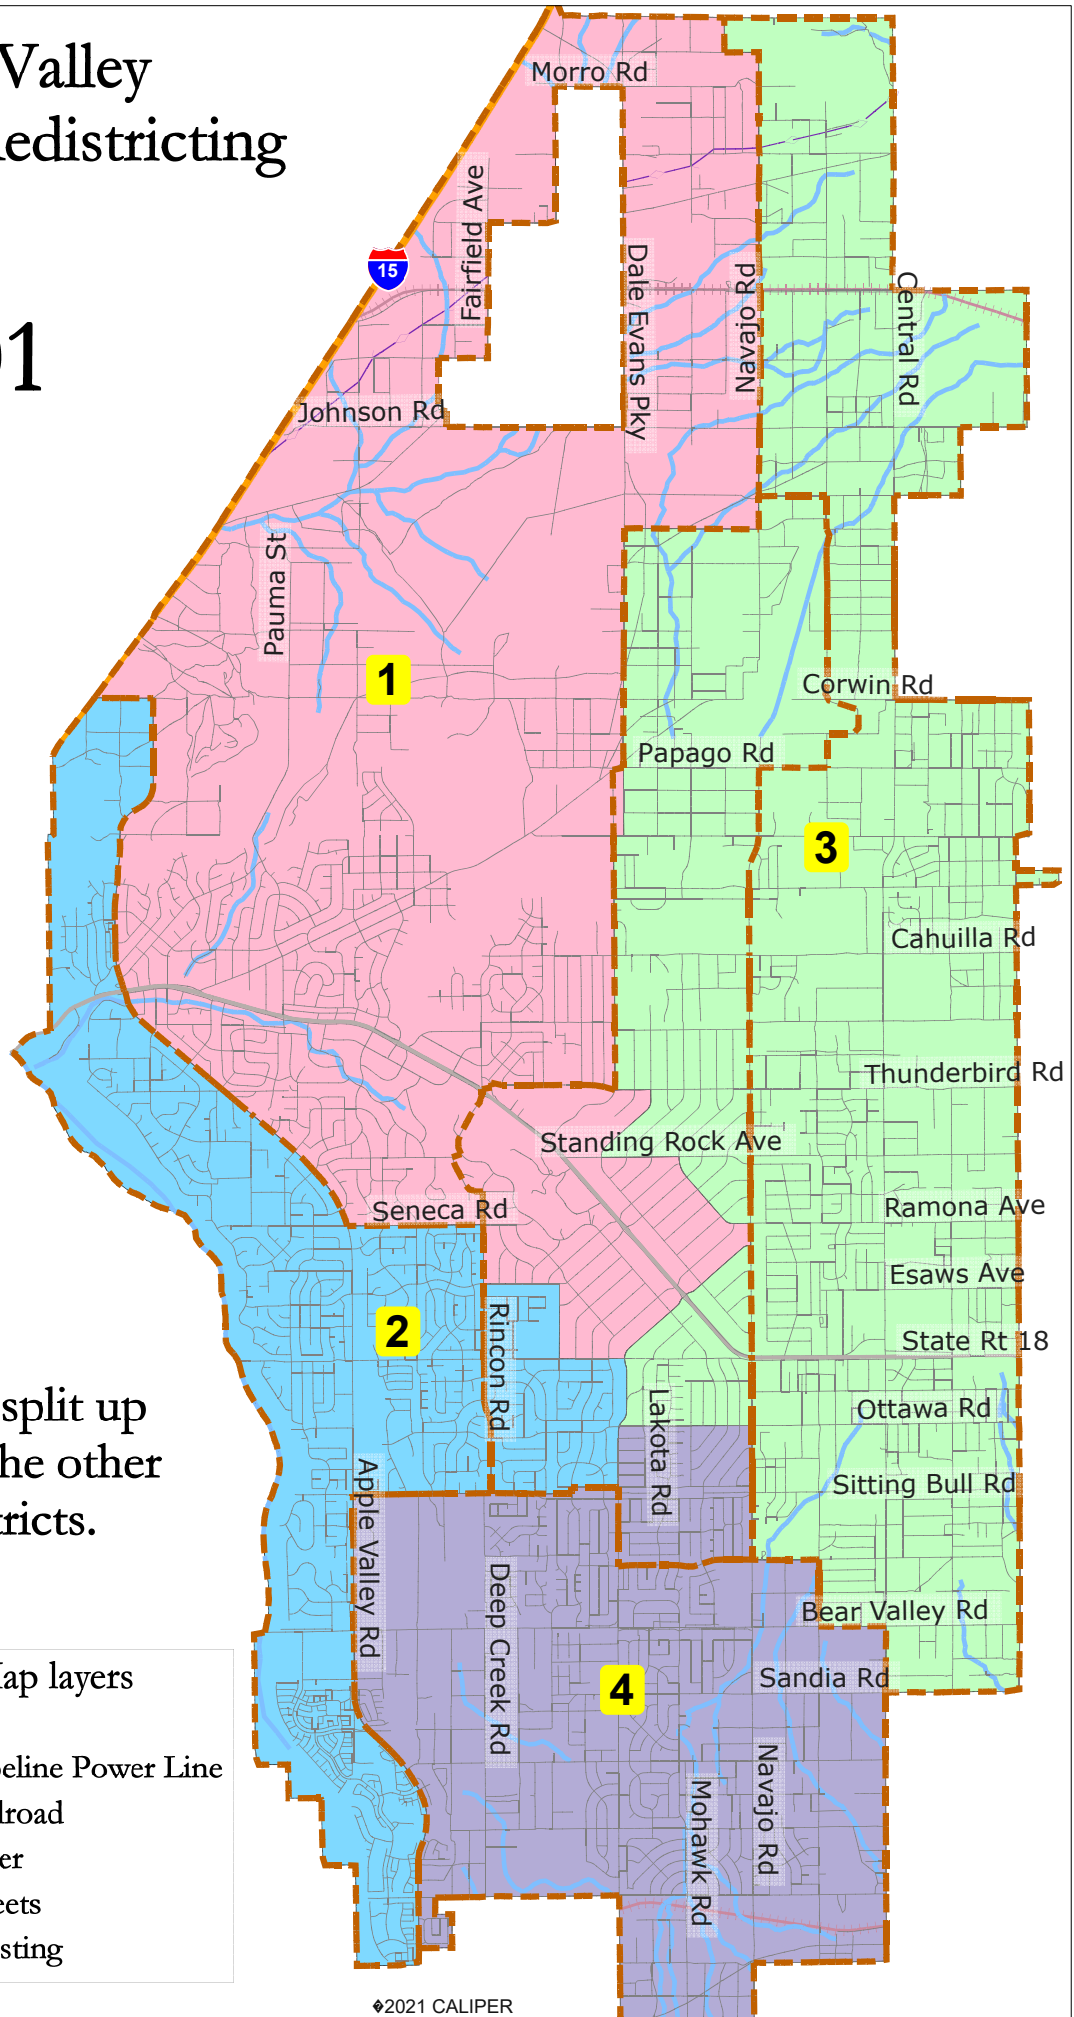 Valley
edistricting
01
Morro Rd
Fairfield Ave
15
Dale Evans Pky
Navajo Rd
Central Rd
Johnson Rd
Pauma St
1
Corwin Rd
Papago Rd
3
Cahuilla Rd
Thunderbird Rd
Standing Rock Ave
Seneca Rd
Ramona Ave
Esaws Ave
2
Rincon Rd
State Rt 18
split up
he other
tricts.
Lakota Rd
Ottawa Rd
Apple Valley Rd
Sitting Bull Rd
Deep Creek Rd
Bear Valley Rd
4
Sandia Rd
Navajo Rd
Mohawk Rd
Map layers
eline Power Line
lroad
er
eets
sting
�2021 CALIPER